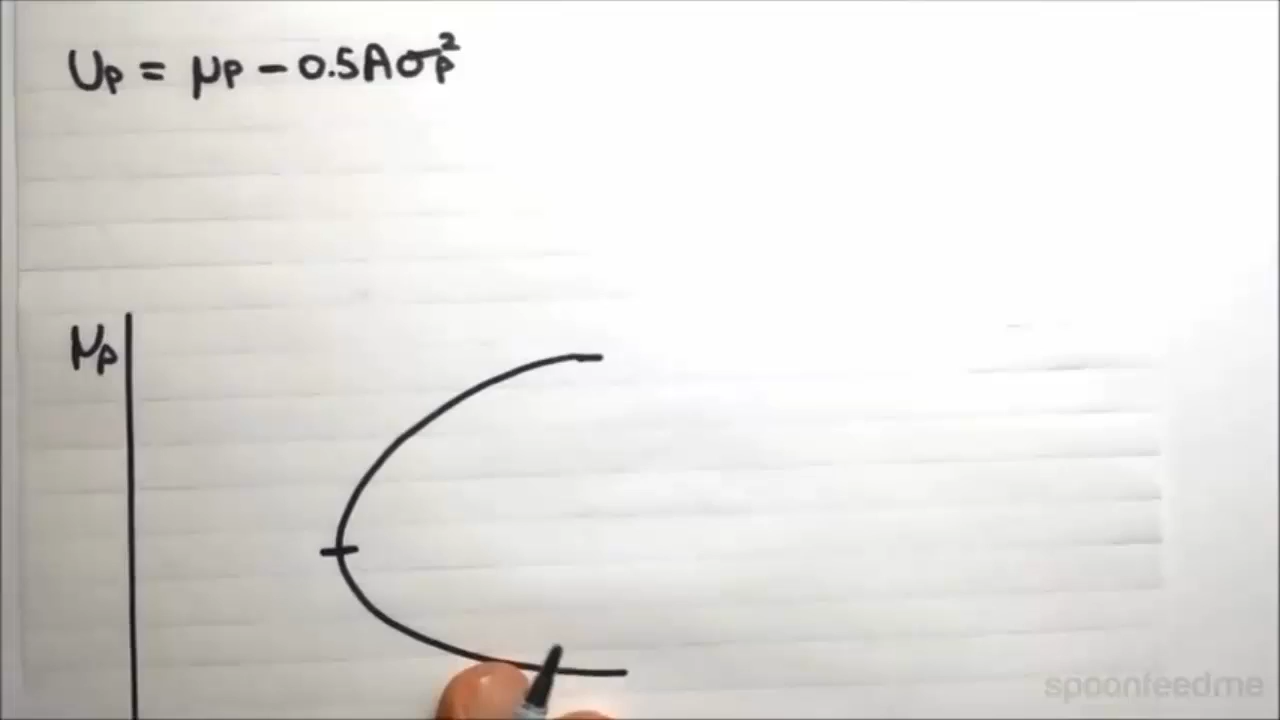 Up = μp - 0.5Aσp²
μp
spoonfeedme